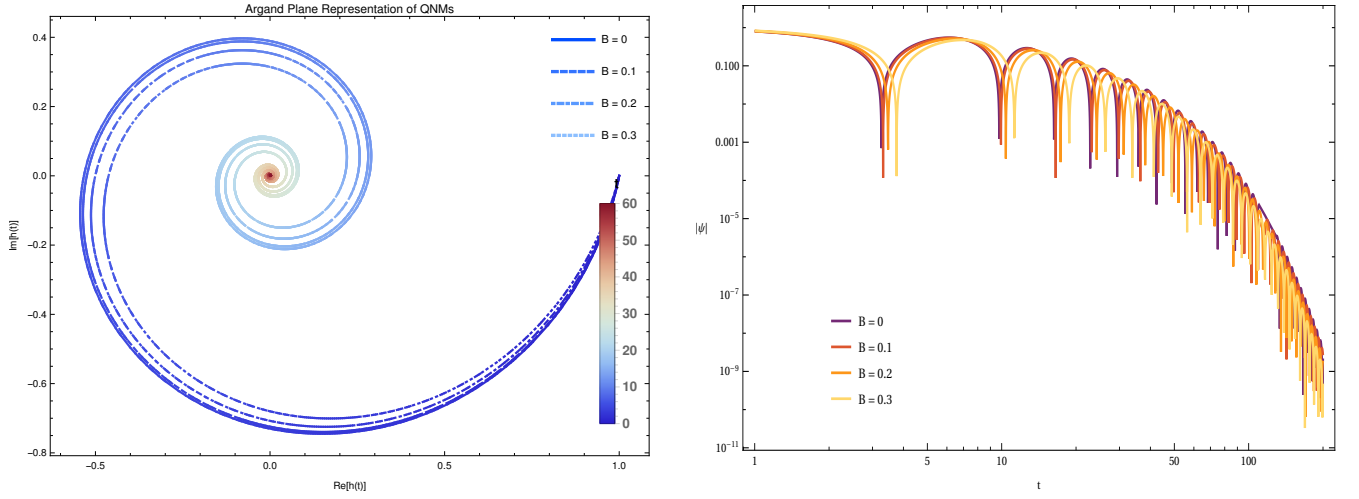 Argand Plane Representation of QNMs
0.4
0.2
0.0
−0.2
−0.4
−0.6
−0.8
Im[h(t)]
−0.5
0.0
0.5
1.0
Re[h(t)]
B = 0
B = 0.1
B = 0.2
B = 0.3
60
50
40
30
20
10
0
0.100
0.001
10⁻⁵
10⁻⁷
10⁻⁹
10⁻¹¹
|ψ|
B = 0
B = 0.1
B = 0.2
B = 0.3
1
5
10
50
100
t